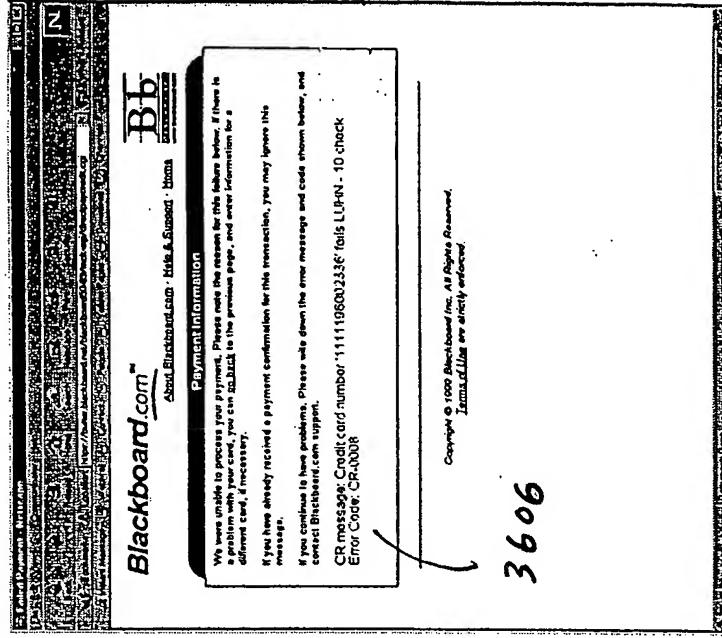 N
Blackboard.com
Bb
About Blackboard.com · Help & Support · Home
Payment Information
We were unable to process your payment. Please note the reason for this failure below. If there is
a problem with your card, you can go back to the previous page, and enter information for a
different card, if necessary.
If you have already received a payment confirmation for this transaction, you may ignore this
message.
If you continue to have problems, Please wite down the error message and code shown below, and
contact Blackboard.com support.
CR message: Credit card number '1111196002336' fails LUHN - 10 check
Error Code: CR-0008
Copyright © 1000 Blackboard Inc. All Rights Reserved.
Terms of Use are strictly enforced.
3606